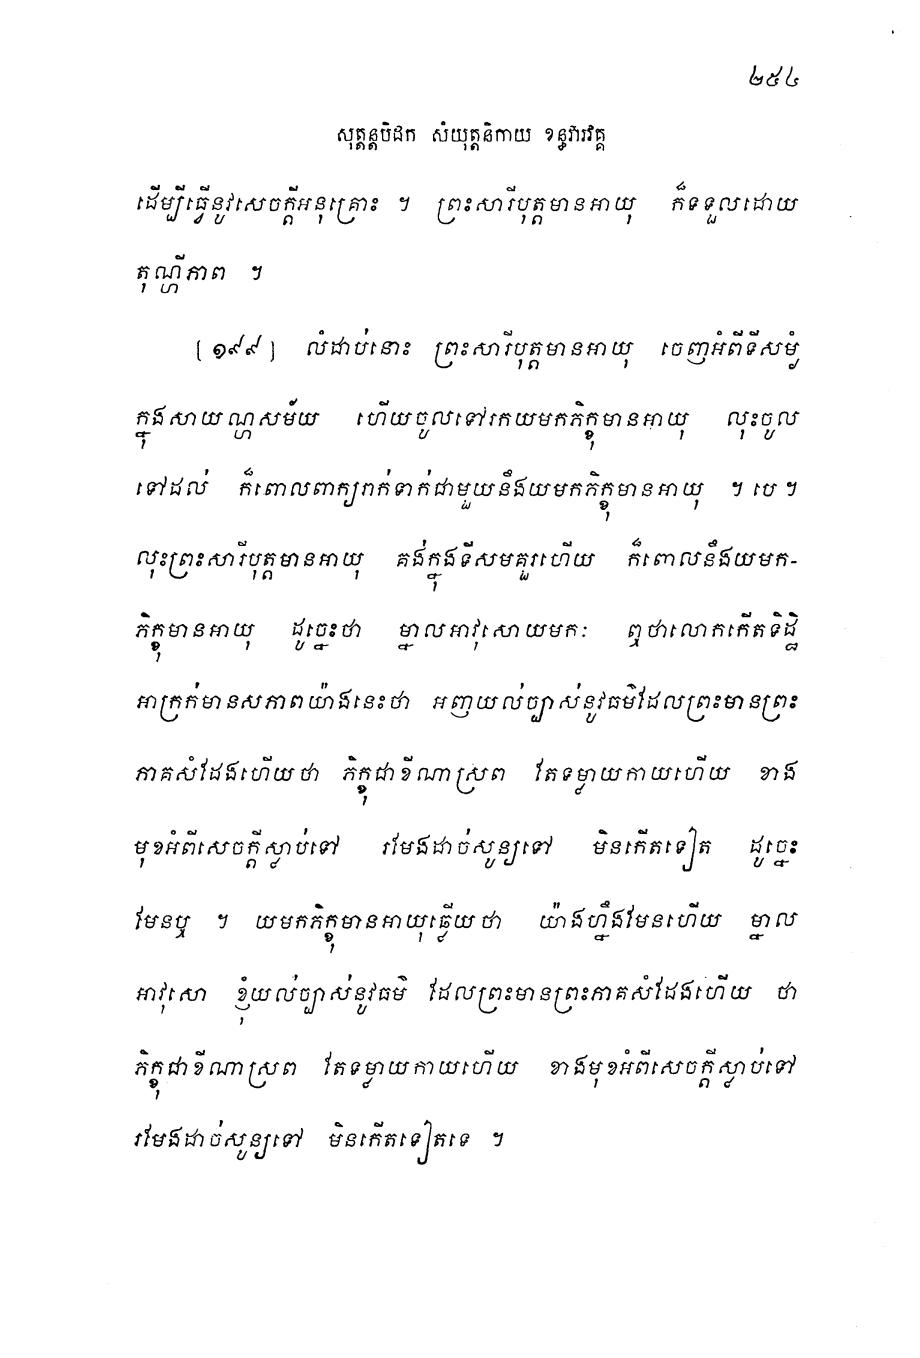 ២៥៤
សុត្តន្តបិដក សំយុត្តនិកាយ ខន្ធវារវគ្គ
ដើម្បីធ្វើនូវសេចក្តីអនុគ្រោះ ។ ព្រះសារីបុត្តមានអាយុ ក៏ទទួលដោយ
តុណ្ហីភាព ។
[១៩៩] លំដាប់នោះ ព្រះសារីបុត្តមានអាយុ ចេញអំពីទីសម្ងំ
ក្នុងសាយណ្ហសម័យ ហើយចូលទៅរកយមកភិក្ខុមានអាយុ លុះចូល
ទៅដល់ ក៏ពោលពាក្យរាក់ទាក់ជាមួយនឹងយមកភិក្ខុមានអាយុ ។ បេ ។
លុះព្រះសារីបុត្តមានអាយុ គង់ក្នុងទីសមគួរហើយ ក៏ពោលនឹងយមក-
ភិក្ខុមានអាយុ ដូច្នេះថា ម្នាលអាវុសោយមកៈ ឮថាលោកកើតទិដ្ឋិ
អាក្រក់មានសភាពយ៉ាងនេះថា អញយល់ច្បាស់នូវធម៌ដែលព្រះមានព្រះ
ភាគសំដែងហើយថា ភិក្ខុជាខីណាស្រព តែទម្លាយកាយហើយ ខាង
មុខអំពីសេចក្តីស្លាប់ទៅ រមែងដាច់សូន្យទៅ មិនកើតទៀត ដូច្នេះ
មែនឬ ។ យមកភិក្ខុមានអាយុឆ្លើយថា យ៉ាងហ្នឹងមែនហើយ ម្នាល
អាវុសោ ខ្ញុំយល់ច្បាស់នូវធម៌ ដែលព្រះមានព្រះភាគសំដែងហើយ ថា
ភិក្ខុជាខីណាស្រព តែទម្លាយកាយហើយ ខាងមុខអំពីសេចក្តីស្លាប់ទៅ
រមែងដាច់សូន្យទៅ មិនកើតទៀតទេ ។